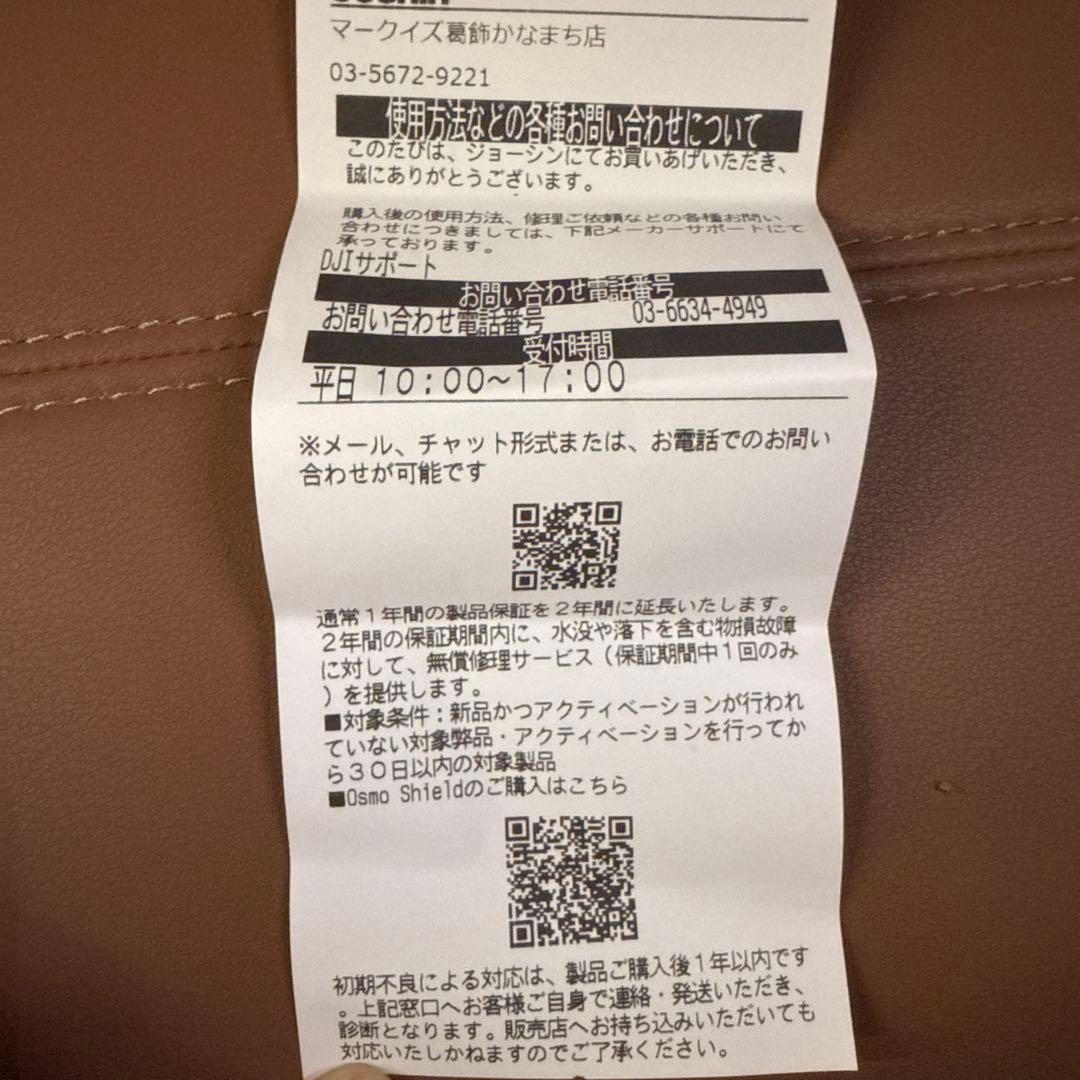 マークイズ葛飾かなまち店
03-5672-9221
使用方法などの各種お問い合わせについて
このたびは、ジョーシンにてお買いあげいただき、
誠にありがとうございます。
購入後の使用方法、修理ご依頼などの各種お問い
合わせにつきましては、下記メーカーサポートにて
承っております。
DJIサポート
お問い合わせ電話番号
お問い合わせ電話番号 03-6634-4949
受付時間
平日 10:00～17:00
※メール、チャット形式または、お電話でのお問い
合わせが可能です
通常1年間の製品保証を2年間に延長いたします。
2年間の保証期間内に、水没や落下を含む物損故障
に対して、無償修理サービス（保証期間中1回のみ
）を提供します。
■対象条件：新品かつアクティベーションが行われ
ていない対象弊品・アクティベーションを行ってか
ら30日以内の対象製品
■Osmo Shieldのご購入はこちら
初期不良による対応は、製品ご購入後1年以内です
。上記窓口へお客様ご自身で連絡・発送いただき、
診断となります。販売店へお持ち込みいただいても
対応いたしかねますのでご了承ください。